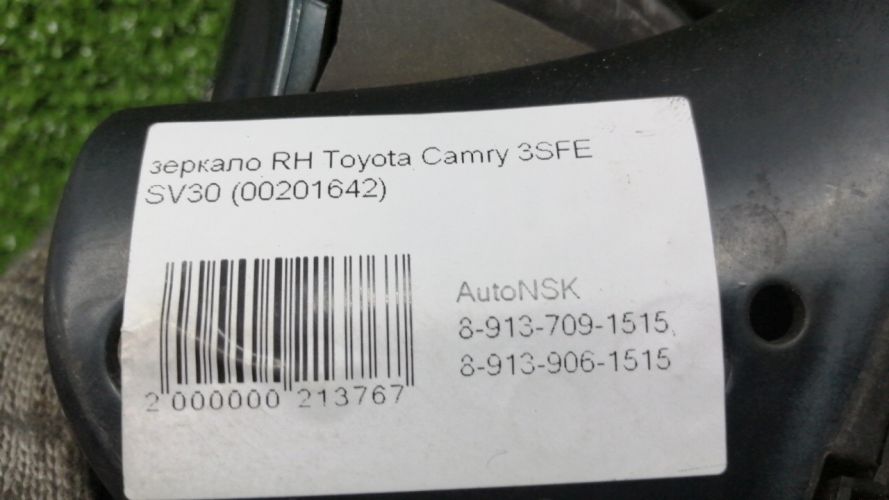 зеркало RH Toyota Camry 3SFE
SV30 (00201642)
AutoNSK
8-913-709-1515,
8-913-906-1515
2 000000 213767